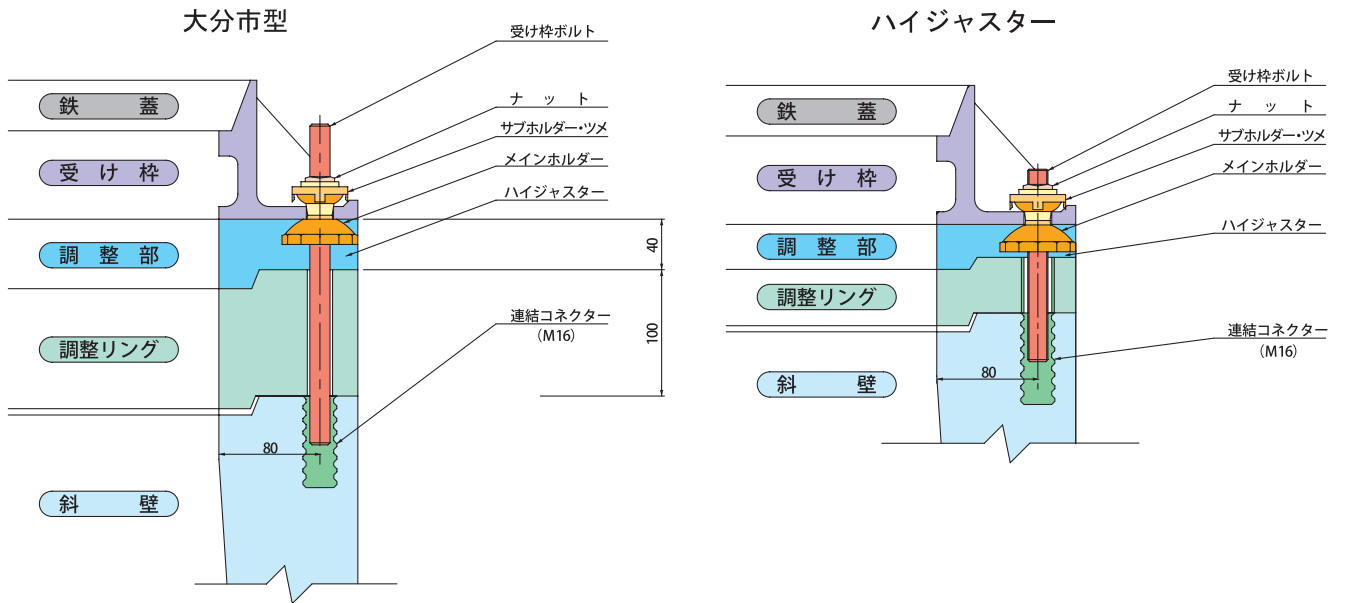 大分市型
受け枠ボルト
ナット
サブホルダー・ツメ
メインホルダー
ハイジャスター
連結コネクター
(M16)
鉄蓋
受け枠
調整部
調整リング
斜壁
40
100
80
ハイジャスター
受け枠ボルト
ナット
サブホルダー・ツメ
メインホルダー
ハイジャスター
連結コネクター
(M16)
鉄蓋
受け枠
調整部
調整リング
斜壁
80